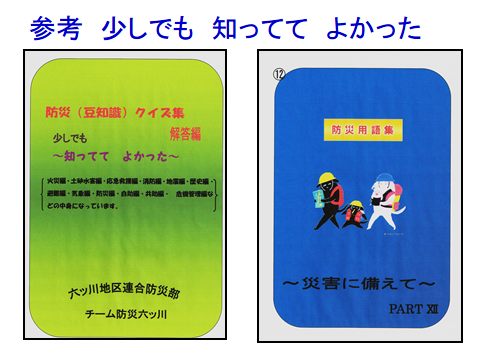 参考 少しでも 知ってて よかった
防災（豆知識）クイズ集
解答編
少しでも
～知ってて よかった～
火災編・土砂水害編・応急救護編・消防編・地震編・歴史編・
避難編・気象編・防災編・自助編・共助編・ 危機管理編な
どの中身になっています。
六ッ川地区連合防災部
チーム防災六ッ川
⑫
防災用語集
～災害に備えて～
PART Ⅻ